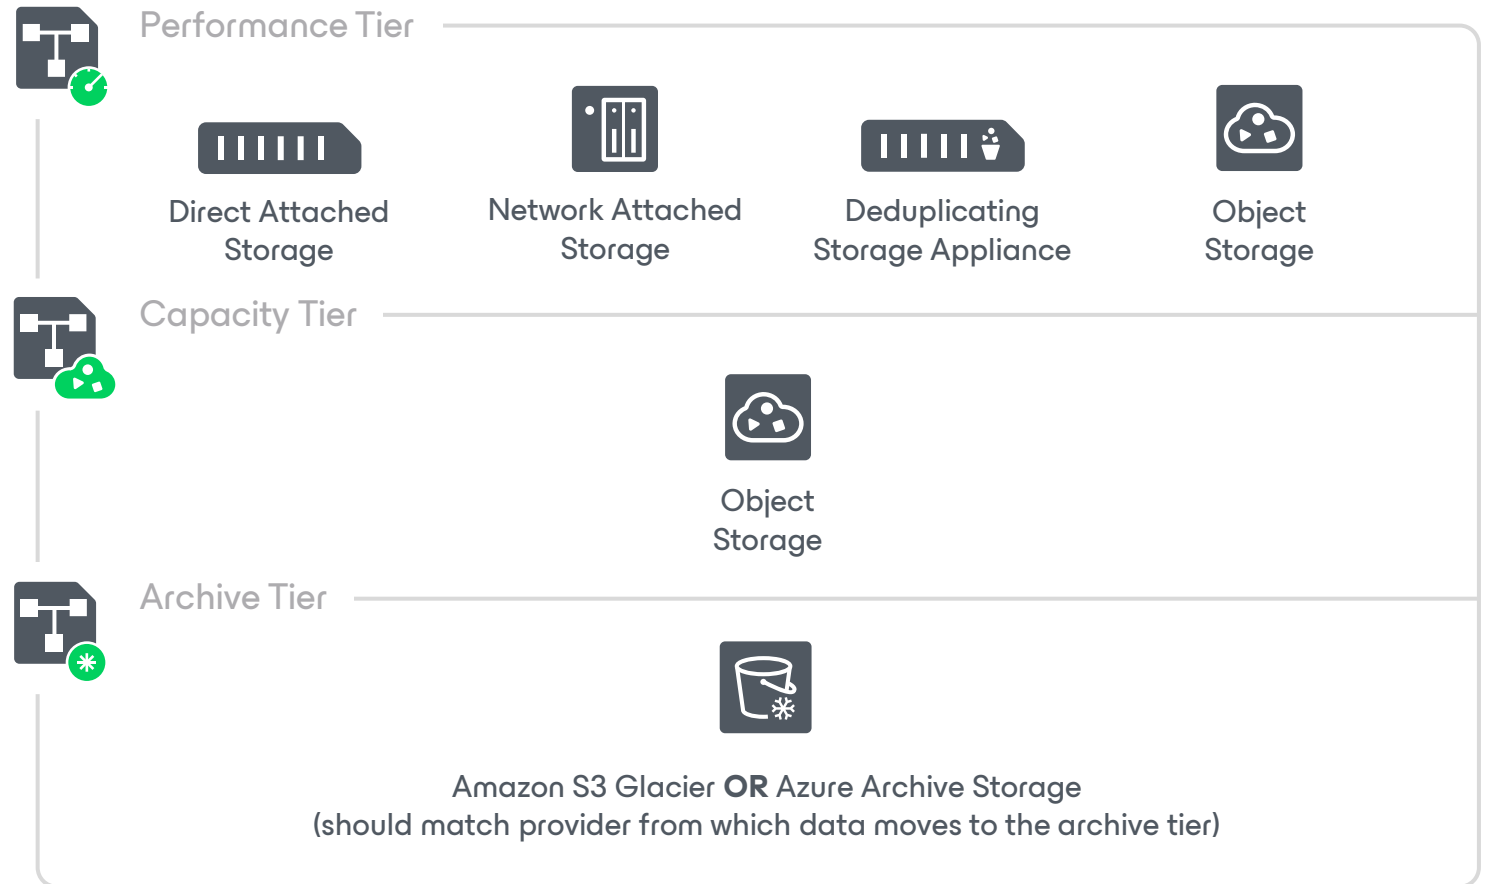 Performance Tier
Direct Attached
Storage
Network Attached
Storage
Deduplicating
Storage Appliance
Object
Storage
Capacity Tier
Object
Storage
Archive Tier
Amazon S3 Glacier OR Azure Archive Storage
(should match provider from which data moves to the archive tier)